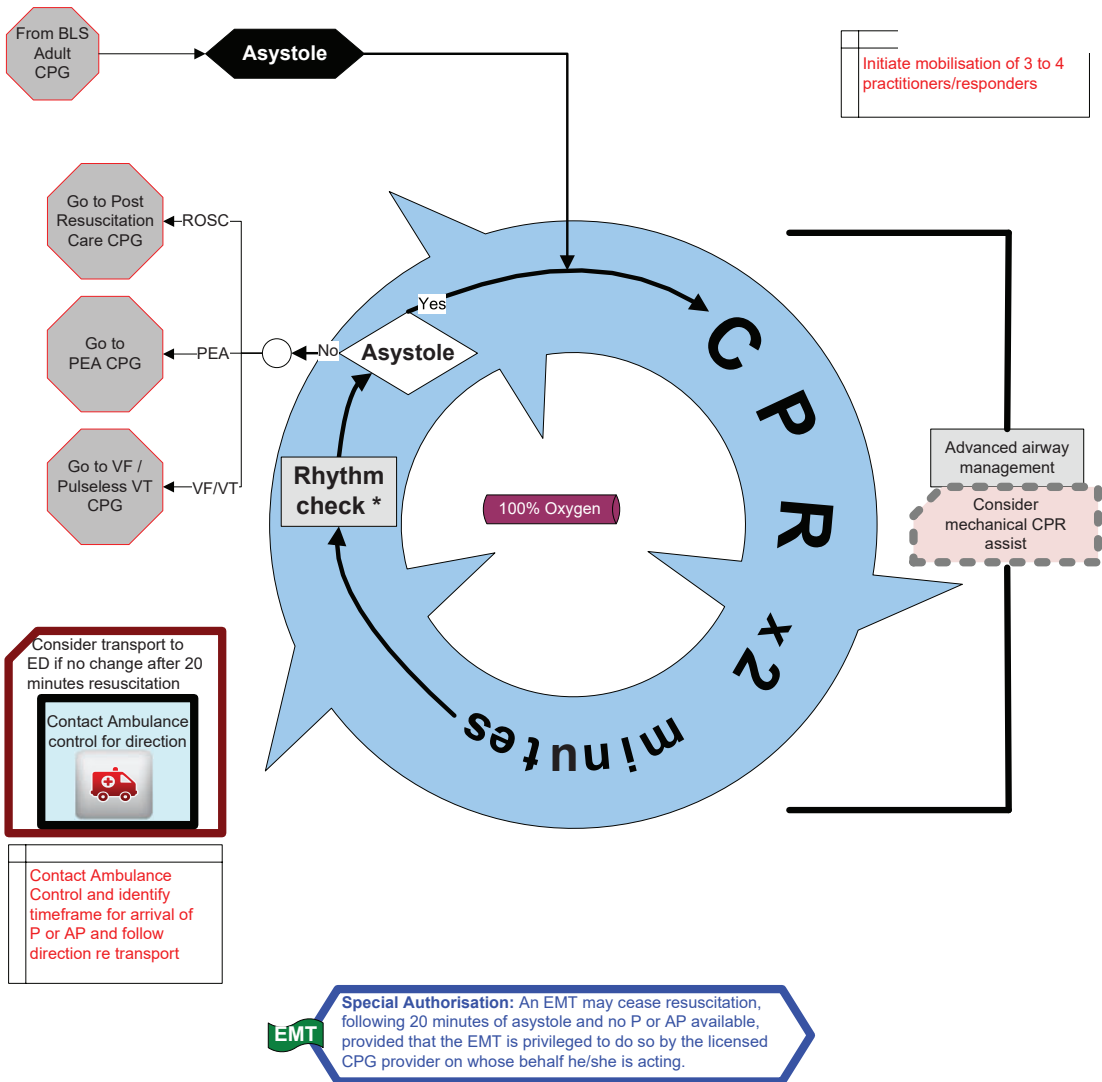 From BLS
Adult
CPG
Asystole
Initiate mobilisation of 3 to 4
practitioners/responders
Go to Post
Resuscitation
Care CPG
ROSC
Go to
PEA CPG
PEA
Go to VF /
Pulseless VT
CPG
VF/VT
No
Yes
Asystole
Rhythm
check *
100% Oxygen
CPR x2 minutes
Advanced airway
management
Consider
mechanical CPR
assist
Consider transport to
ED if no change after 20
minutes resuscitation
Contact Ambulance
control for direction
Contact Ambulance
Control and identify
timeframe for arrival of
P or AP and follow
direction re transport
EMT
Special Authorisation: An EMT may cease resuscitation,
following 20 minutes of asystole and no P or AP available,
provided that the EMT is privileged to do so by the licensed
CPG provider on whose behalf he/she is acting.